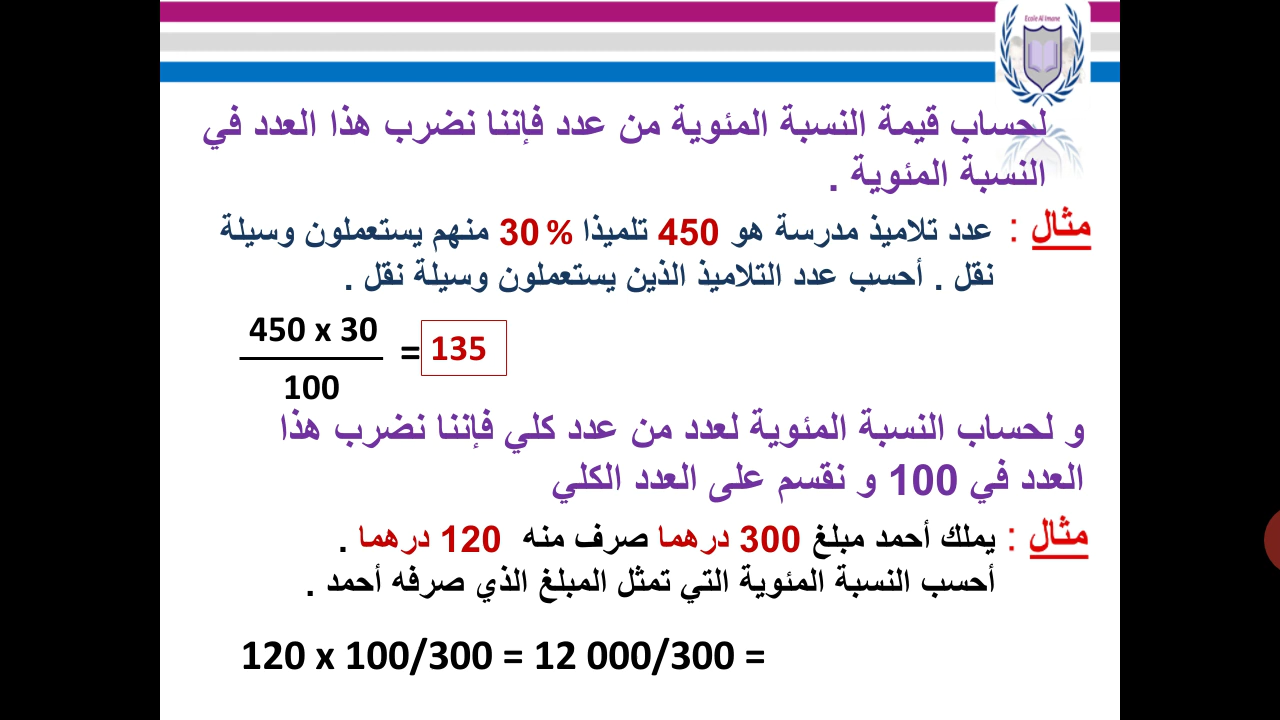 Ecole Al Imane
لحساب قيمة النسبة المئوية من عدد فإننا نضرب هذا العدد في
النسبة المئوية .
مثال : عدد تلاميذ مدرسة هو 450 تلميذا % 30 منهم يستعملون وسيلة
نقل . أحسب عدد التلاميذ الذين يستعملون وسيلة نقل .
450 x 30
= 135
100
و لحساب النسبة المئوية لعدد من عدد كلي فإننا نضرب هذا
العدد في 100 و نقسم على العدد الكلي
مثال : يملك أحمد مبلغ 300 درهما صرف منه 120 درهما .
أحسب النسبة المئوية التي تمثل المبلغ الذي صرفه أحمد .
120 x 100/300 = 12 000/300 =